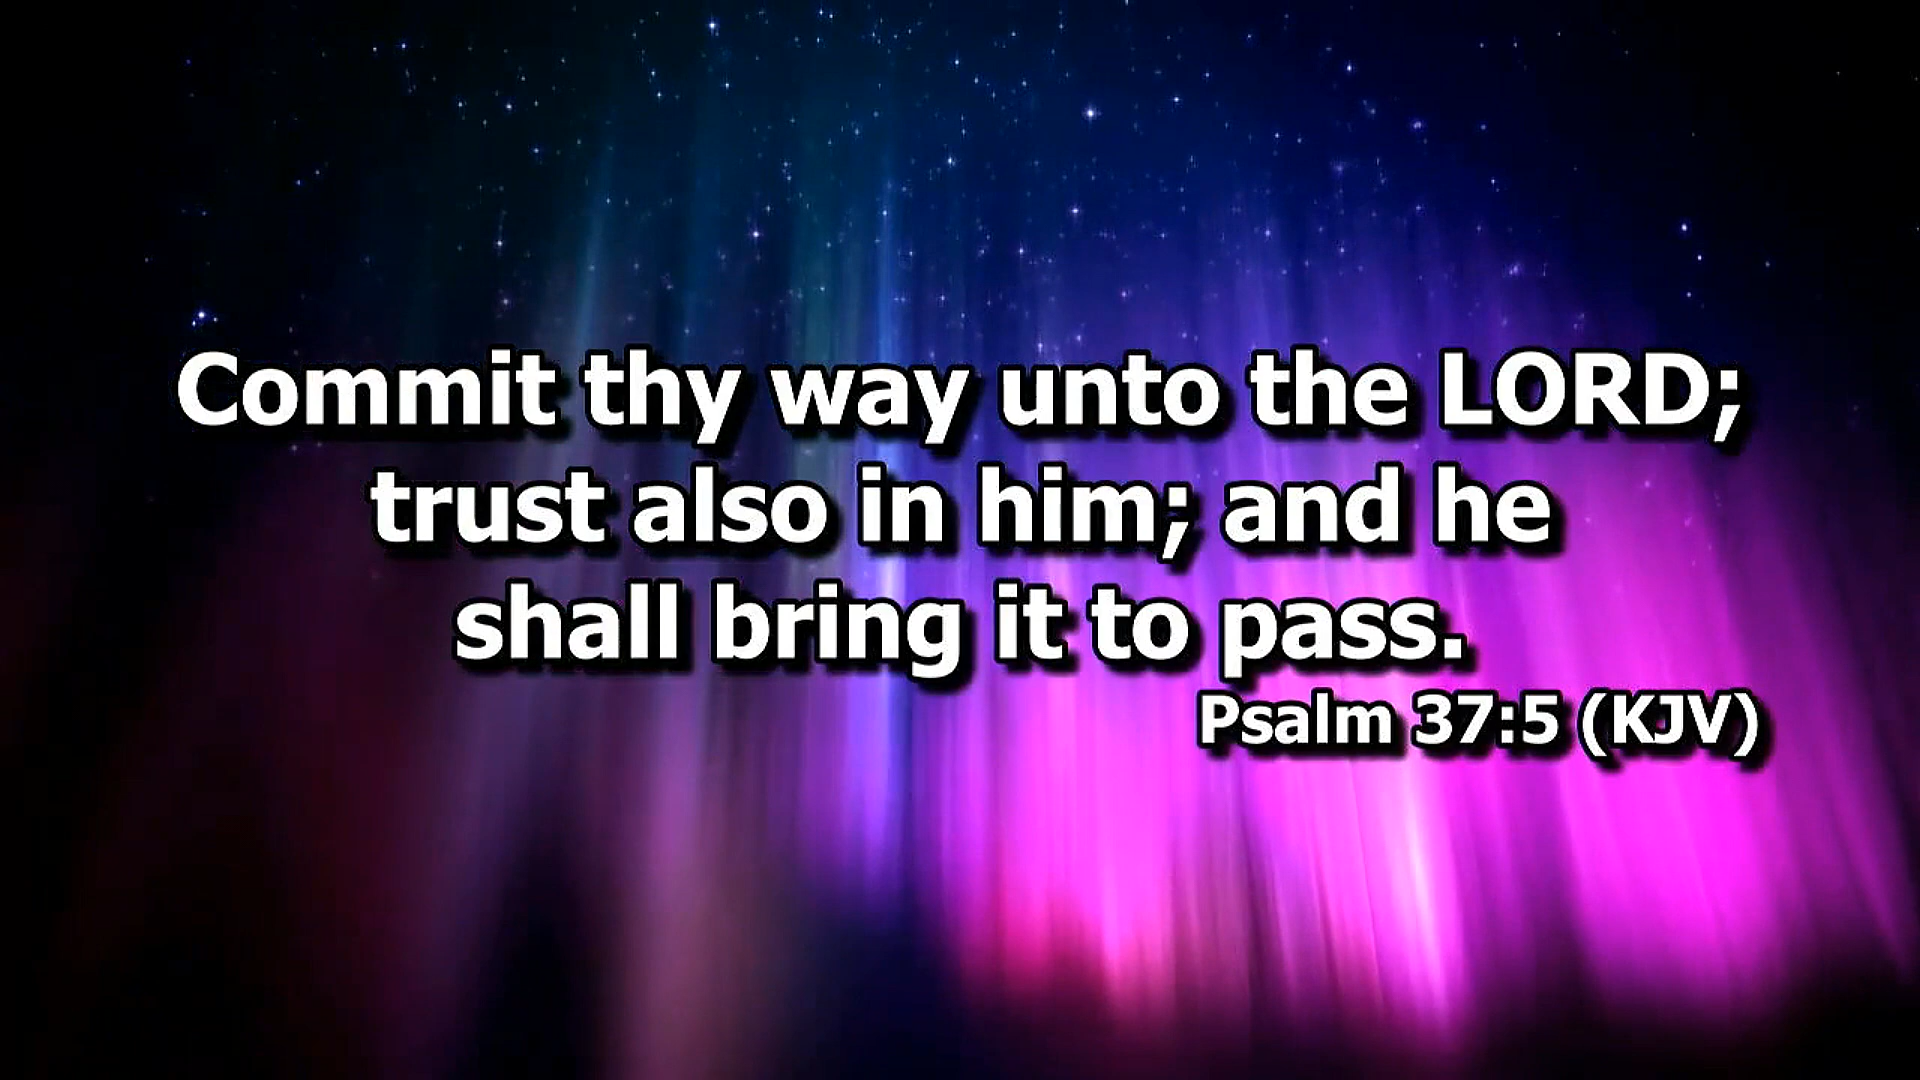 Commit thy way unto the LORD;
trust also in him; and he
shall bring it to pass.
Psalm 37:5 (KJV)